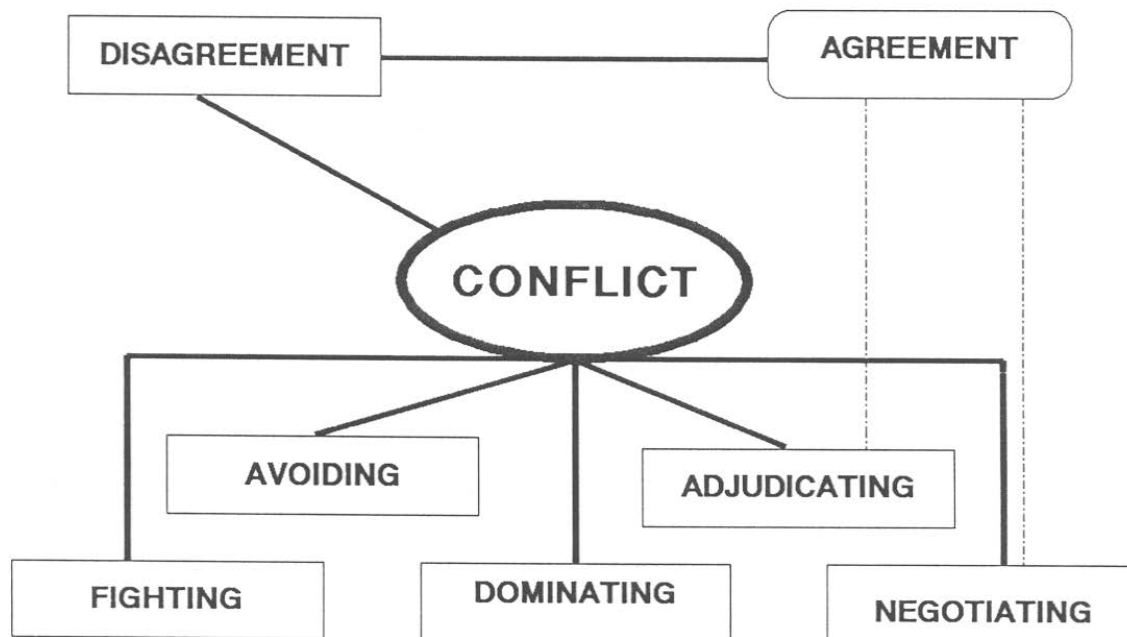 DISAGREEMENT
AGREEMENT
CONFLICT
AVOIDING
ADJUDICATING
FIGHTING
DOMINATING
NEGOTIATING